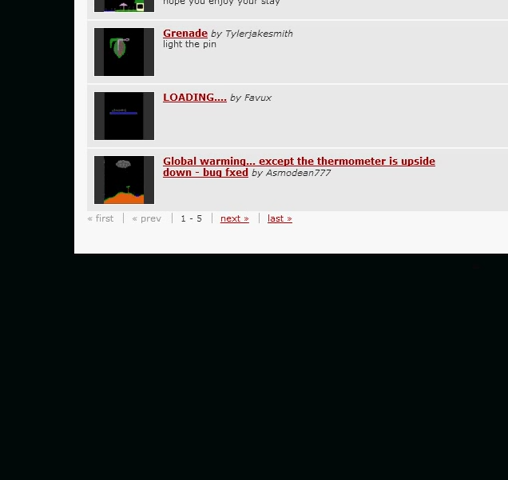 hope you enjoy your stay
Grenade by Tylerjakesmith
light the pin
LOADING.... by Favux
Global warming... except the thermometer is upside
down - bug fxed by Asmodean777
« first | « prev | 1 - 5 | next » | last »